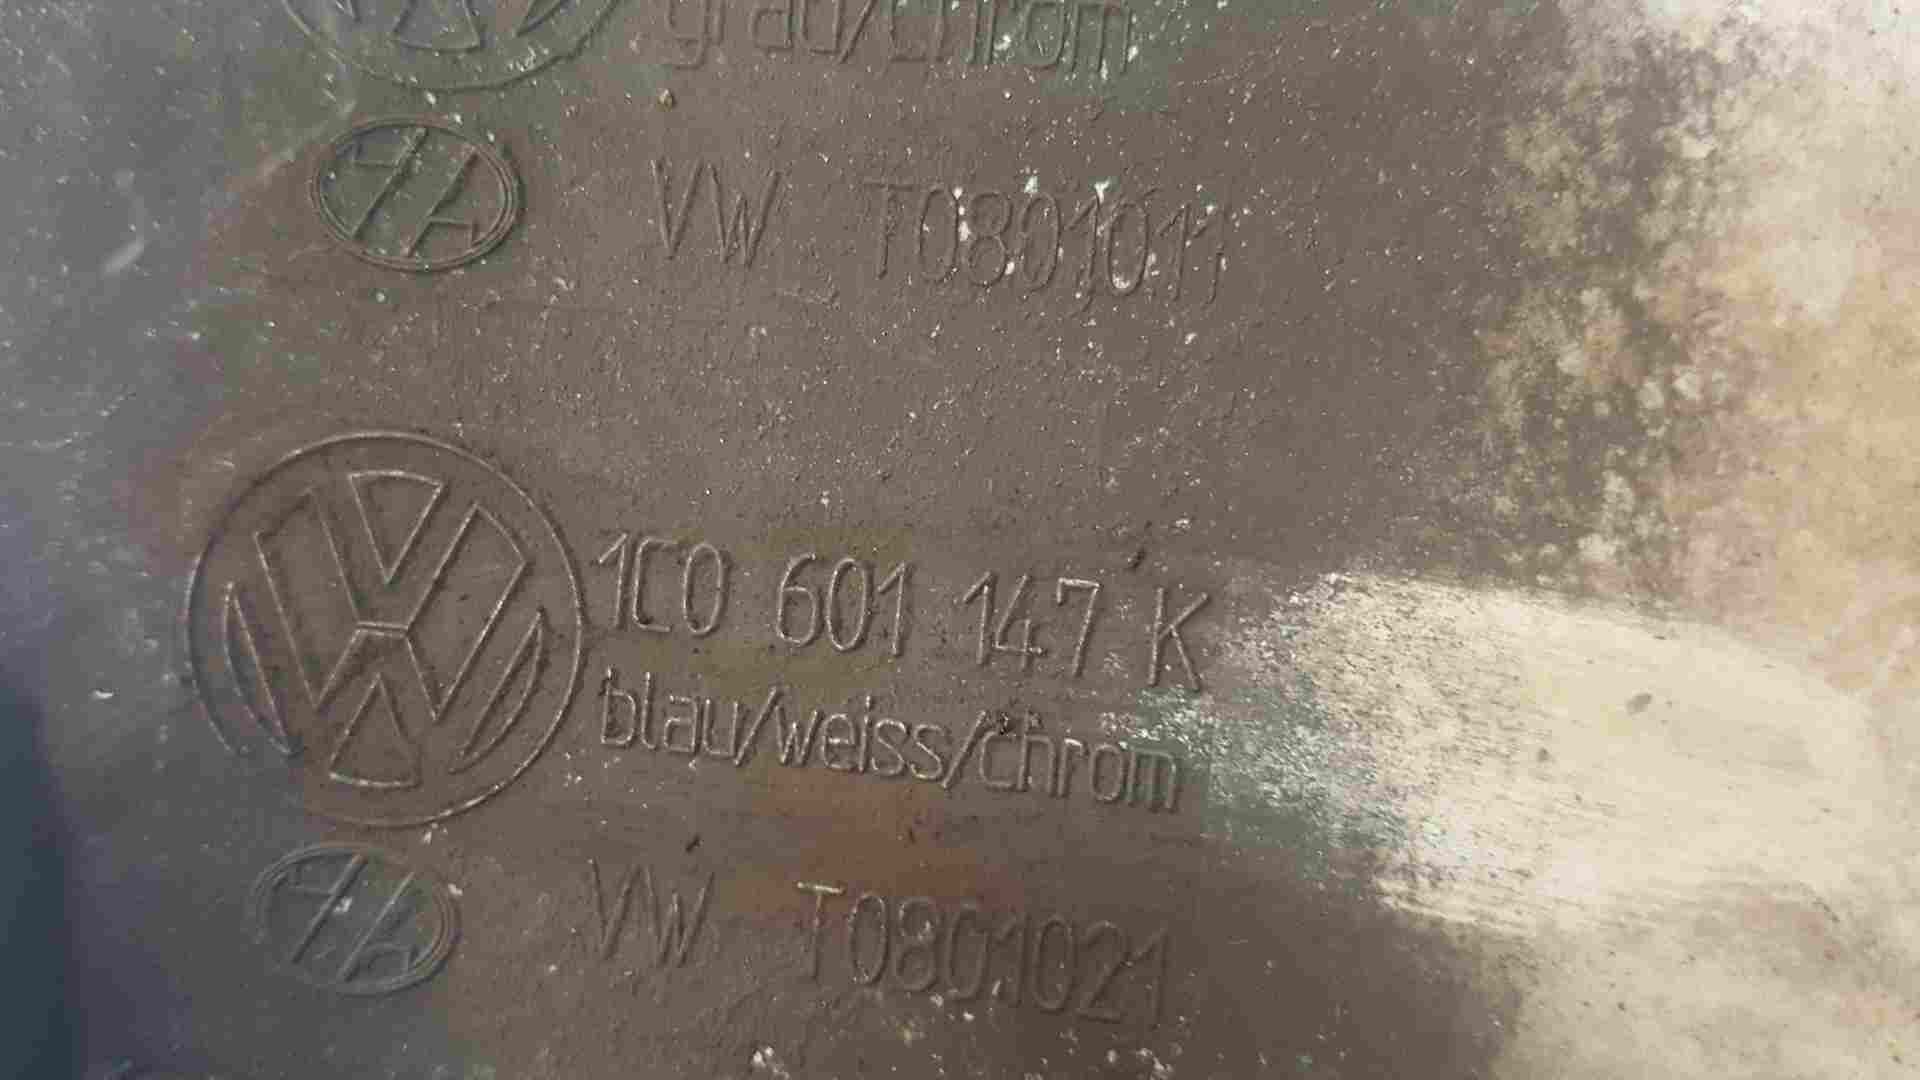 grau/chrom
VW T0801011
1C0 601 147 K
blau/weiss/chrom
VW T0801021